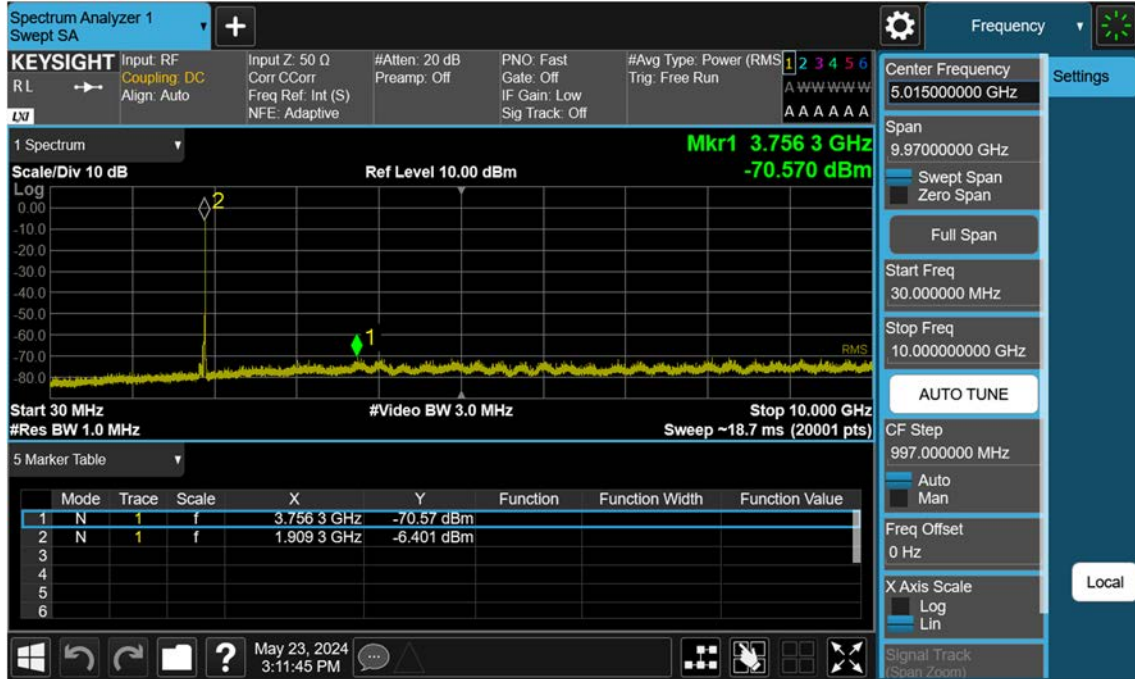 Spectrum Analyzer 1
Swept SA
+
Frequency
KEYSIGHT
R L
LXI
Input: RF
Coupling: DC
Align: Auto
Input Z: 50 Ω
Corr CCorr
Freq Ref: Int (S)
NFE: Adaptive
#Atten: 20 dB
Preamp: Off
PNO: Fast
Gate: Off
IF Gain: Low
Sig Track: Off
#Avg Type: Power (RMS
Trig: Free Run
1 2 3 4 5 6
A W W W W W
A A A A A A
1 Spectrum
Mkr1 3.756 3 GHz
-70.570 dBm
Scale/Div 10 dB
Ref Level 10.00 dBm
Log
0.00
-10.0
-20.0
-30.0
-40.0
-50.0
-60.0
-70.0
-80.0
2
1
RMS
Start 30 MHz
#Video BW 3.0 MHz
Stop 10.000 GHz
#Res BW 1.0 MHz
Sweep ~18.7 ms (20001 pts)
5 Marker Table
Mode Trace Scale X Y Function Function Width Function Value
1 N 1 f 3.756 3 GHz -70.57 dBm
2 N 1 f 1.909 3 GHz -6.401 dBm
3
4
5
6
?
May 23, 2024
3:11:45 PM
Center Frequency
5.015000000 GHz
Settings
Span
9.97000000 GHz
Swept Span
Zero Span
Full Span
Start Freq
30.000000 MHz
Stop Freq
10.000000000 GHz
AUTO TUNE
CF Step
997.000000 MHz
Auto
Man
Freq Offset
0 Hz
X Axis Scale
Log
Lin
Local
Signal Track
(Span Zoom)